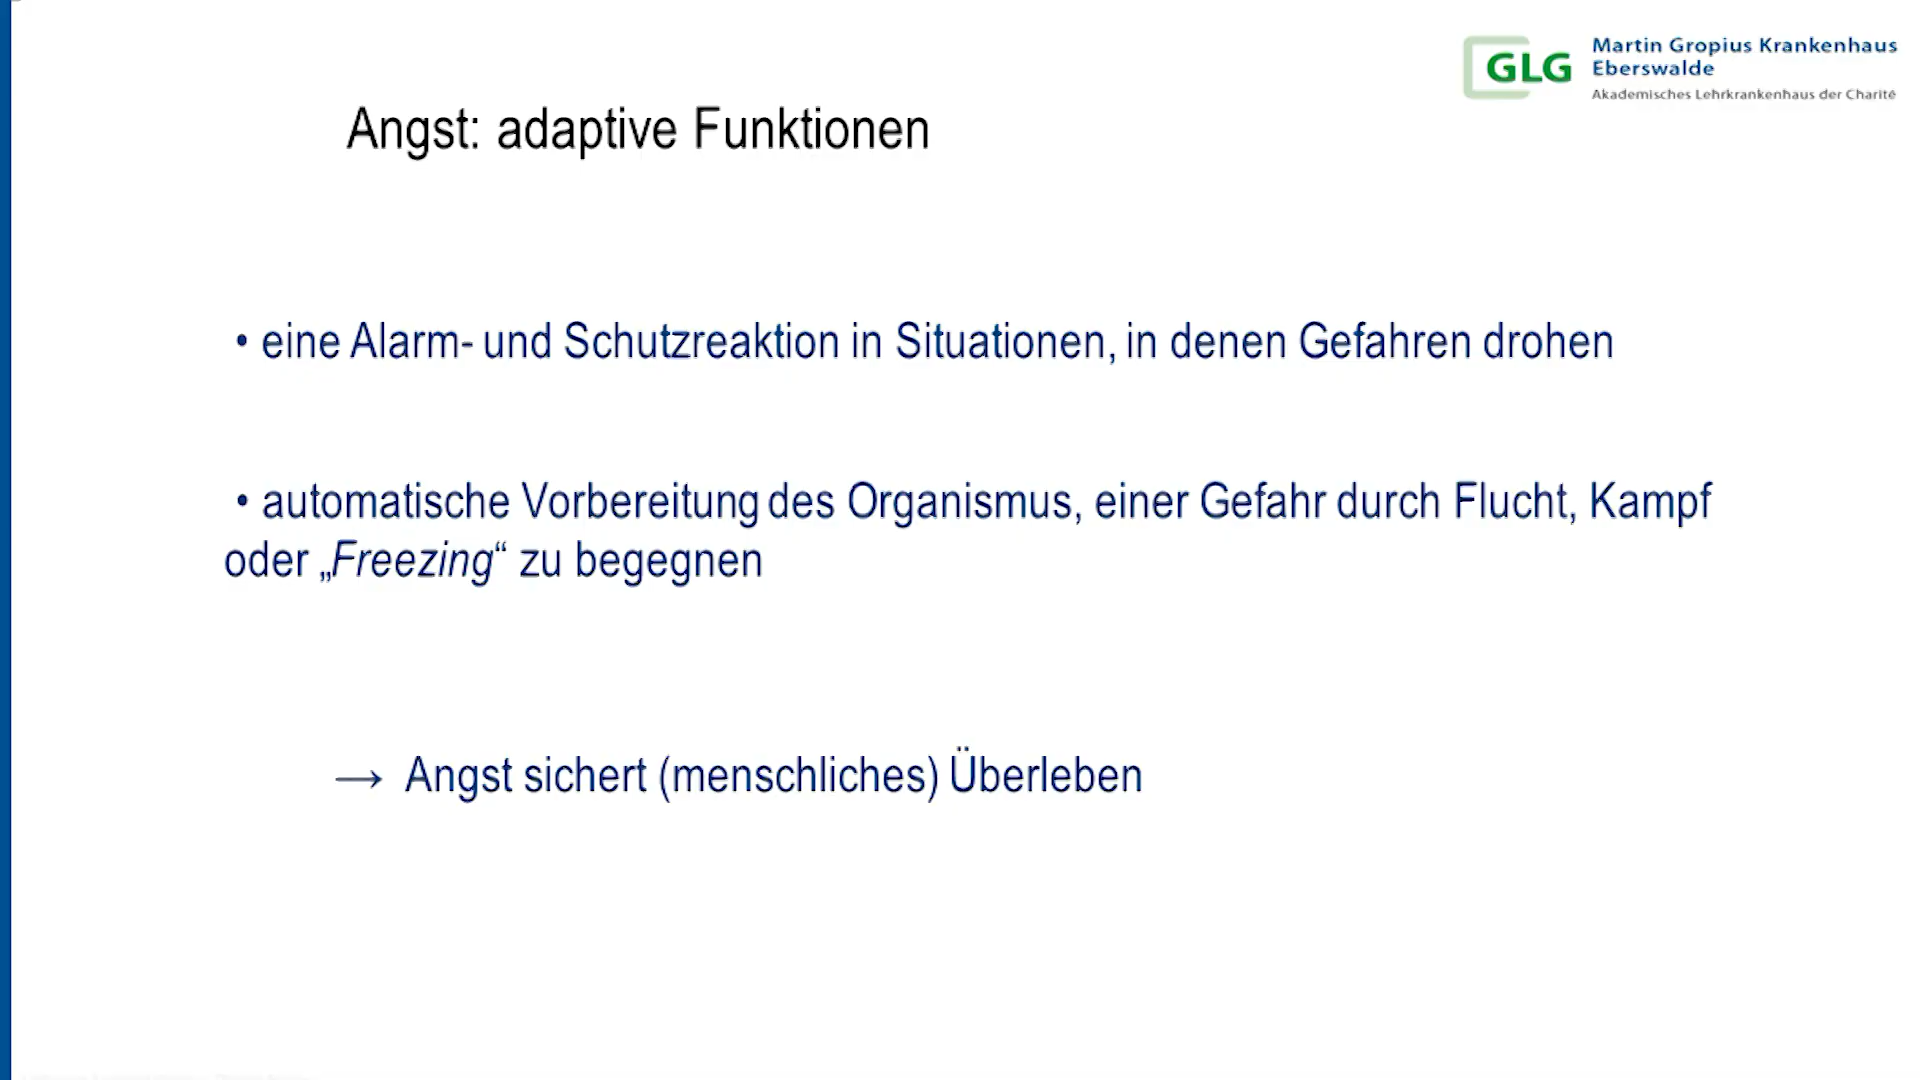 GLG
Martin Gropius Krankenhaus
Eberswalde
Akademisches Lehrkrankenhaus der Charité
Angst: adaptive Funktionen
• eine Alarm- und Schutzreaktion in Situationen, in denen Gefahren drohen
• automatische Vorbereitung des Organismus, einer Gefahr durch Flucht, Kampf
oder „Freezing“ zu begegnen
→ Angst sichert (menschliches) Überleben